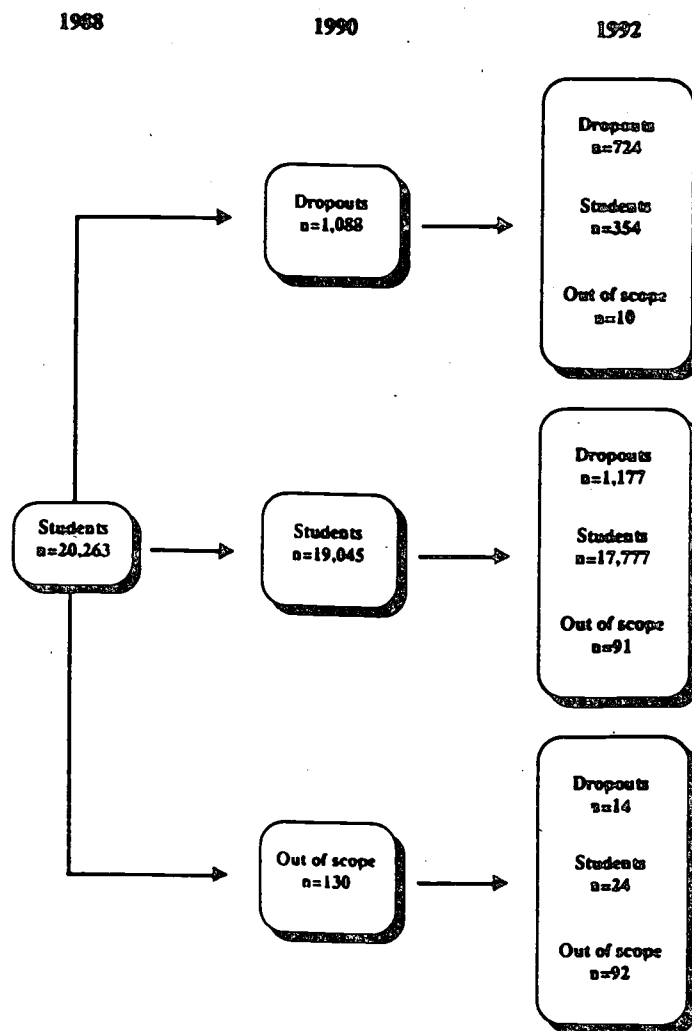 1988 1990 1992
Dropouts
n=724
Students
n=354
Out of scope
n=10
Dropouts
n=1,088
Dropouts
n=1,177
Students
n=17,777
Out of scope
n=91
Students
n=20,263
Students
n=19,045
Dropouts
n=14
Students
n=24
Out of scope
n=92
Out of scope
n=130